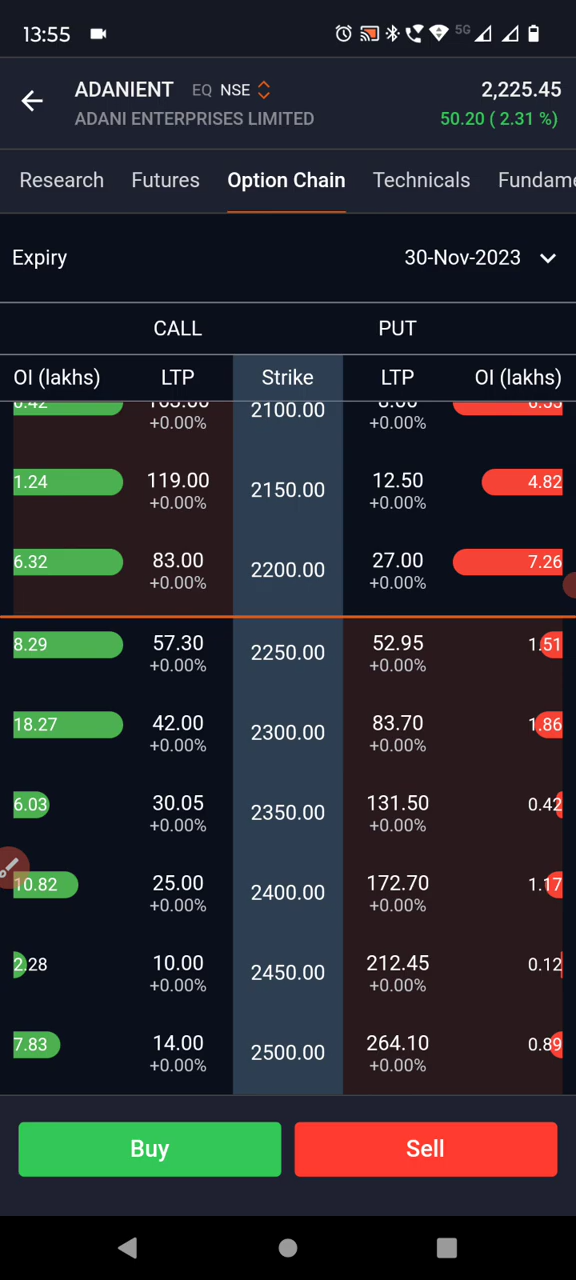 13:55 5G
ADANIENT EQ NSE 2,225.45
ADANI ENTERPRISES LIMITED 50.20 ( 2.31 %)
Research Futures Option Chain Technicals Fundame
Expiry 30-Nov-2023
CALL PUT
OI (lakhs) LTP Strike LTP OI (lakhs)
2100.00
+0.00% +0.00%
1.24 119.00 2150.00 12.50 4.82
+0.00% +0.00%
6.32 83.00 2200.00 27.00 7.26
+0.00% +0.00%
8.29 57.30 2250.00 52.95 1.51
+0.00% +0.00%
18.27 42.00 2300.00 83.70 1.86
+0.00% +0.00%
6.03 30.05 2350.00 131.50 0.42
+0.00% +0.00%
10.82 25.00 2400.00 172.70 1.17
+0.00% +0.00%
2.28 10.00 2450.00 212.45 0.12
+0.00% +0.00%
7.83 14.00 2500.00 264.10 0.89
+0.00% +0.00%
Buy Sell